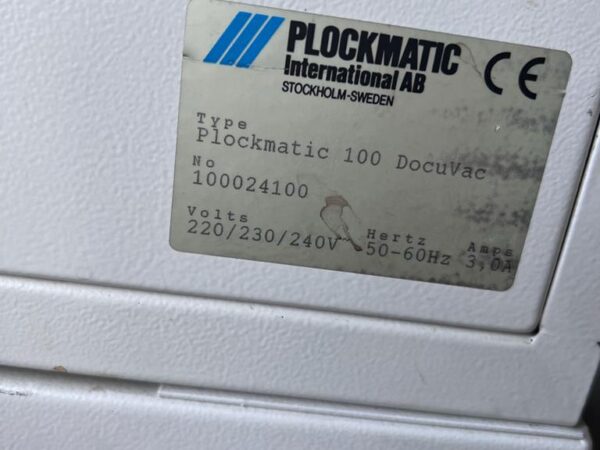 PLOCKMATIC
International AB
STOCKHOLM-SWEDEN
CE
Type
Plockmatic 100 DocuVac
No
100024100
Volts Hertz Amps
220/230/240V~ 50-60Hz 3,0A